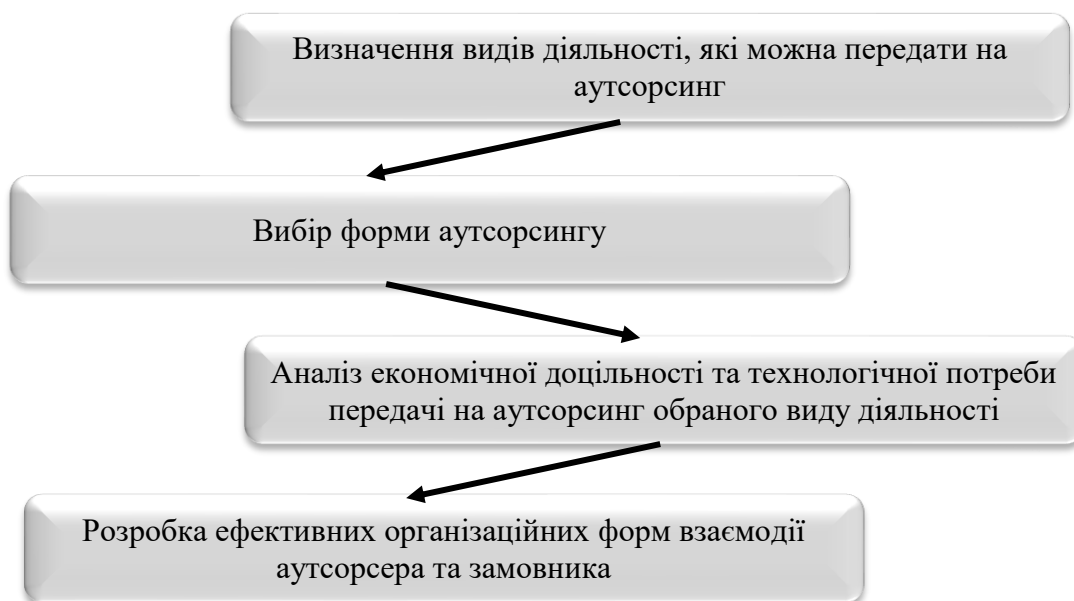 Визначення видів діяльності, які можна передати на
аутсорсинг
Вибір форми аутсорсингу
Аналіз економічної доцільності та технологічної потреби
передачі на аутсорсинг обраного виду діяльності
Розробка ефективних організаційних форм взаємодії
аутсорсера та замовника